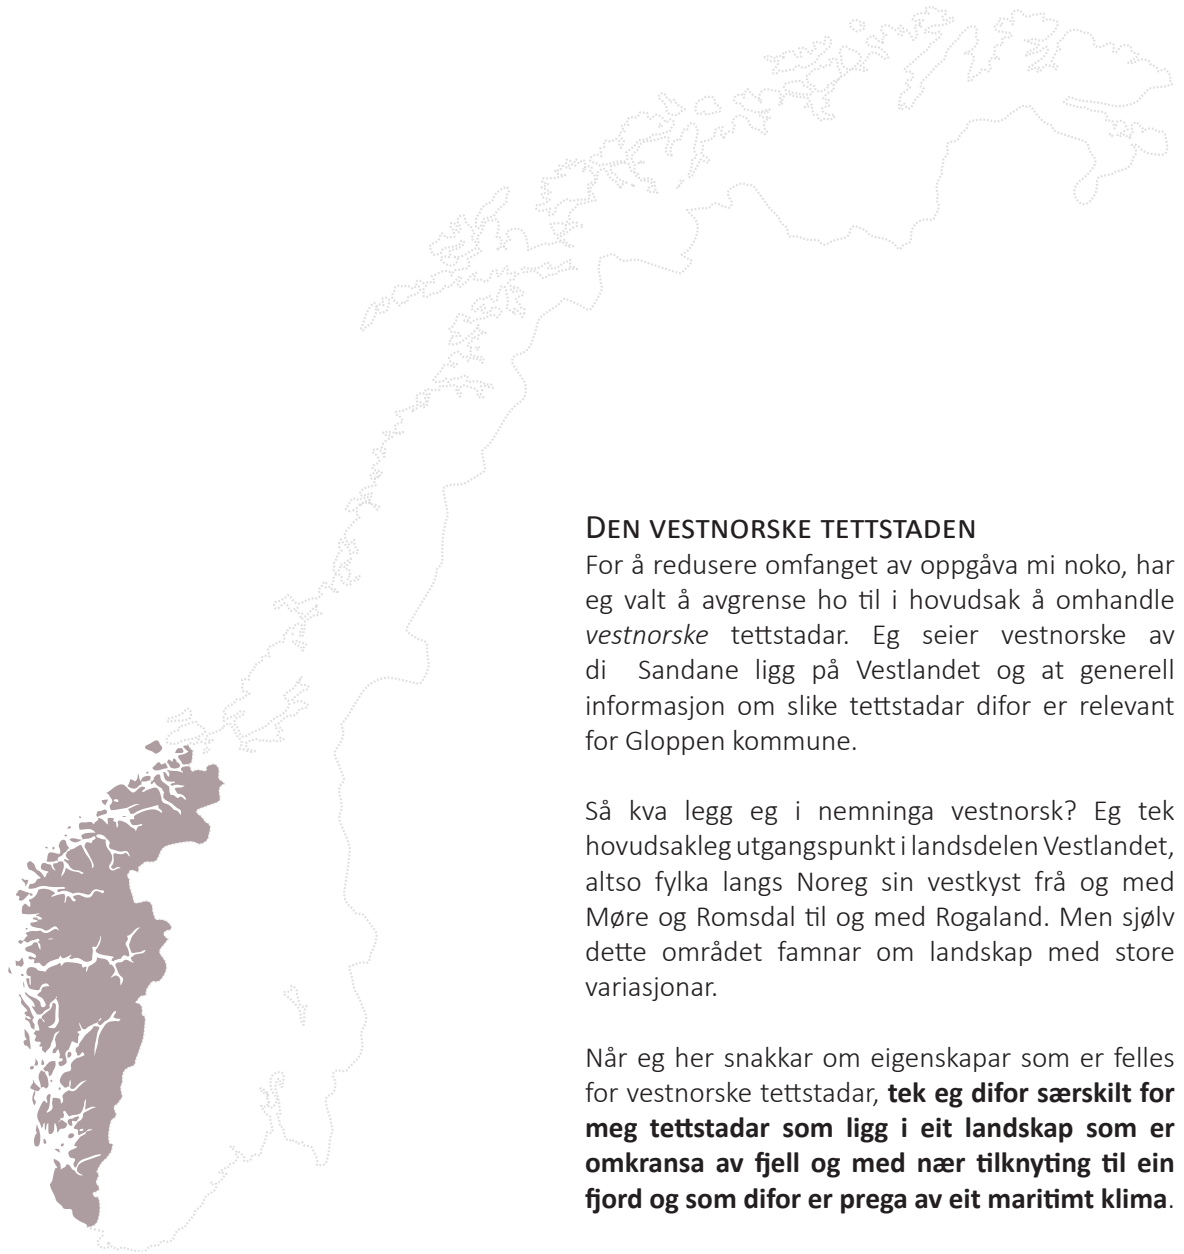 DEN VESTNORSKE TETTSTADEN
For å redusere omfanget av oppgåva mi noko, har
eg valt å avgrense ho til i hovudsak å omhandle
vestnorske tettstadar. Eg seier vestnorske av
di Sandane ligg på Vestlandet og at generell
informasjon om slike tettstadar difor er relevant
for Gloppen kommune.
Så kva legg eg i nemninga vestnorsk? Eg tek
hovudsakleg utgangspunkt i landsdelen Vestlandet,
altso fylka langs Noreg sin vestkyst frå og med
Møre og Romsdal til og med Rogaland. Men sjølv
dette området famnar om landskap med store
variasjonar.
Når eg her snakkar om eigenskapar som er felles
for vestnorske tettstadar, tek eg difor særskilt for
meg tettstadar som ligg i eit landskap som er
omkransa av fjell og med nær tilknyting til ein
fjord og som difor er prega av eit maritimt klima.